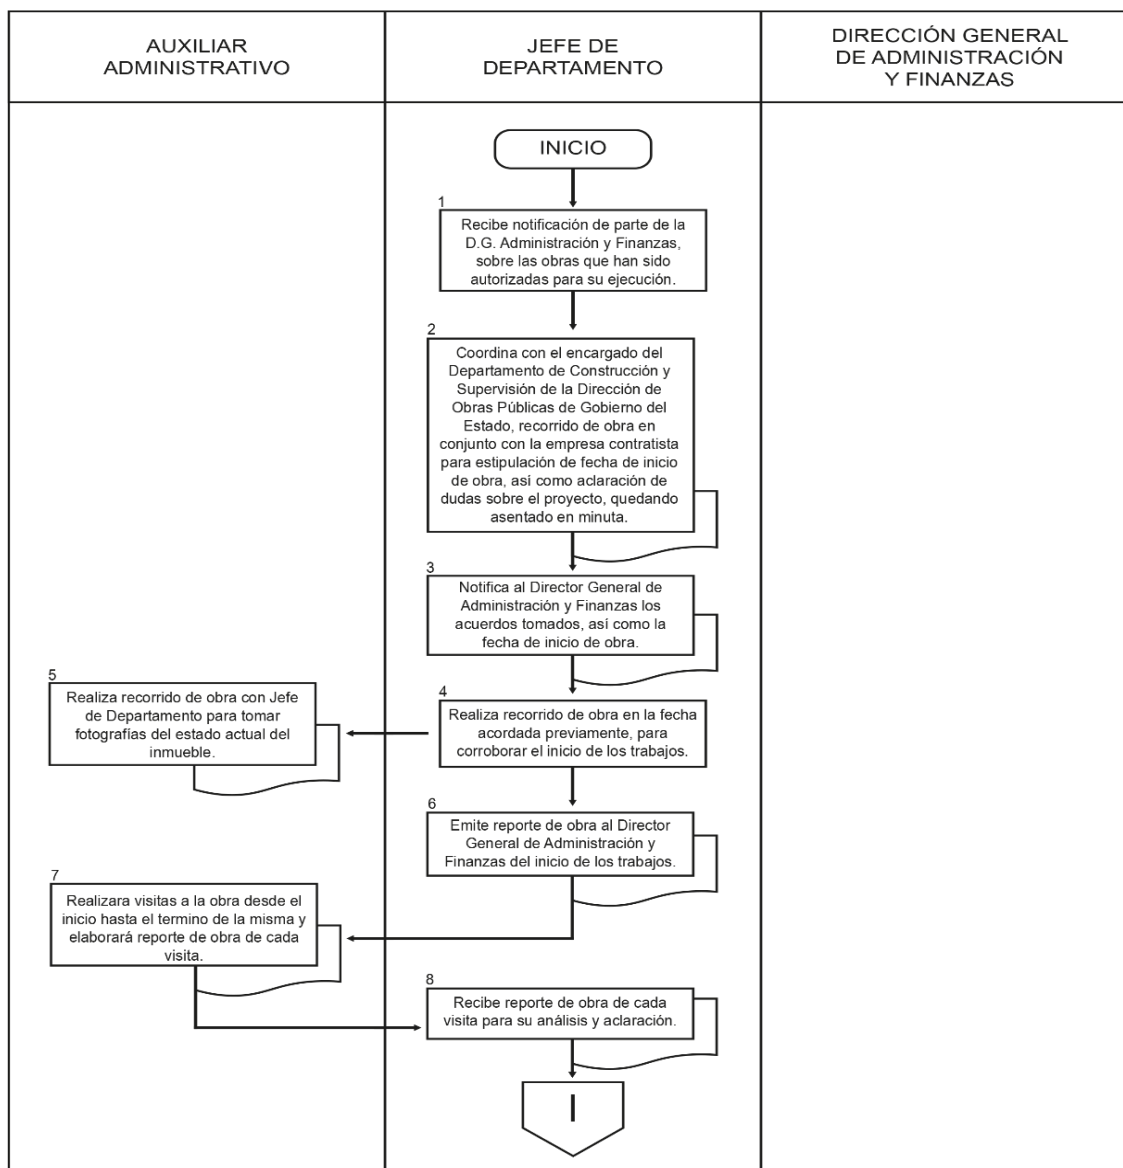 AUXILIAR
ADMINISTRATIVO
JEFE DE
DEPARTAMENTO
DIRECCIÓN GENERAL
DE ADMINISTRACIÓN
Y FINANZAS
INICIO
1
Recibe notificación de parte de la
D.G. Administración y Finanzas,
sobre las obras que han sido
autorizadas para su ejecución.
2
Coordina con el encargado del
Departamento de Construcción y
Supervisión de la Dirección de
Obras Públicas de Gobierno del
Estado, recorrido de obra en
conjunto con la empresa contratista
para estipulación de fecha de inicio
de obra, así como aclaración de
dudas sobre el proyecto, quedando
asentado en minuta.
3
Notifica al Director General de
Administración y Finanzas los
acuerdos tomados, así como la
fecha de inicio de obra.
4
Realiza recorrido de obra en la fecha
acordada previamente, para
corroborar el inicio de los trabajos.
5
Realiza recorrido de obra con Jefe
de Departamento para tomar
fotografías del estado actual del
inmueble.
6
Emite reporte de obra al Director
General de Administración y
Finanzas del inicio de los trabajos.
7
Realizara visitas a la obra desde el
inicio hasta el termino de la misma y
elaborará reporte de obra de cada
visita.
8
Recibe reporte de obra de cada
visita para su análisis y aclaración.
I